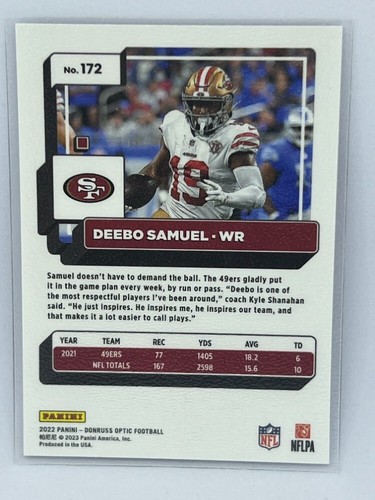 No. 172
19
SF
DEEBO SAMUEL · WR
Samuel doesn't have to demand the ball. The 49ers gladly put
it in the game plan every week, by run or pass. "Deebo is one of
the most respectful players I've been around," coach Kyle Shanahan
said. "He just inspires. He inspires me, he inspires our team, and
that makes it a lot easier to call plays."
YEAR TEAM REC YDS AVG. TD
2021 49ERS 77 1405 18.2 6
NFL TOTALS 167 2598 15.6 10
PANINI
2022 PANINI – DONRUSS OPTIC FOOTBALL
帕尼尼 © 2023 Panini America, Inc.
Produced in the USA.
NFL
NFLPA